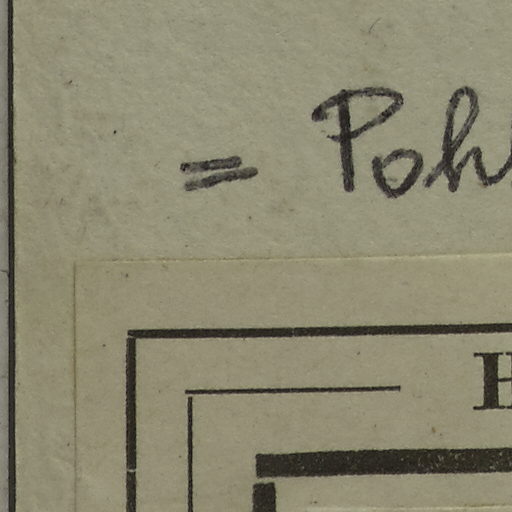 = Poh
H